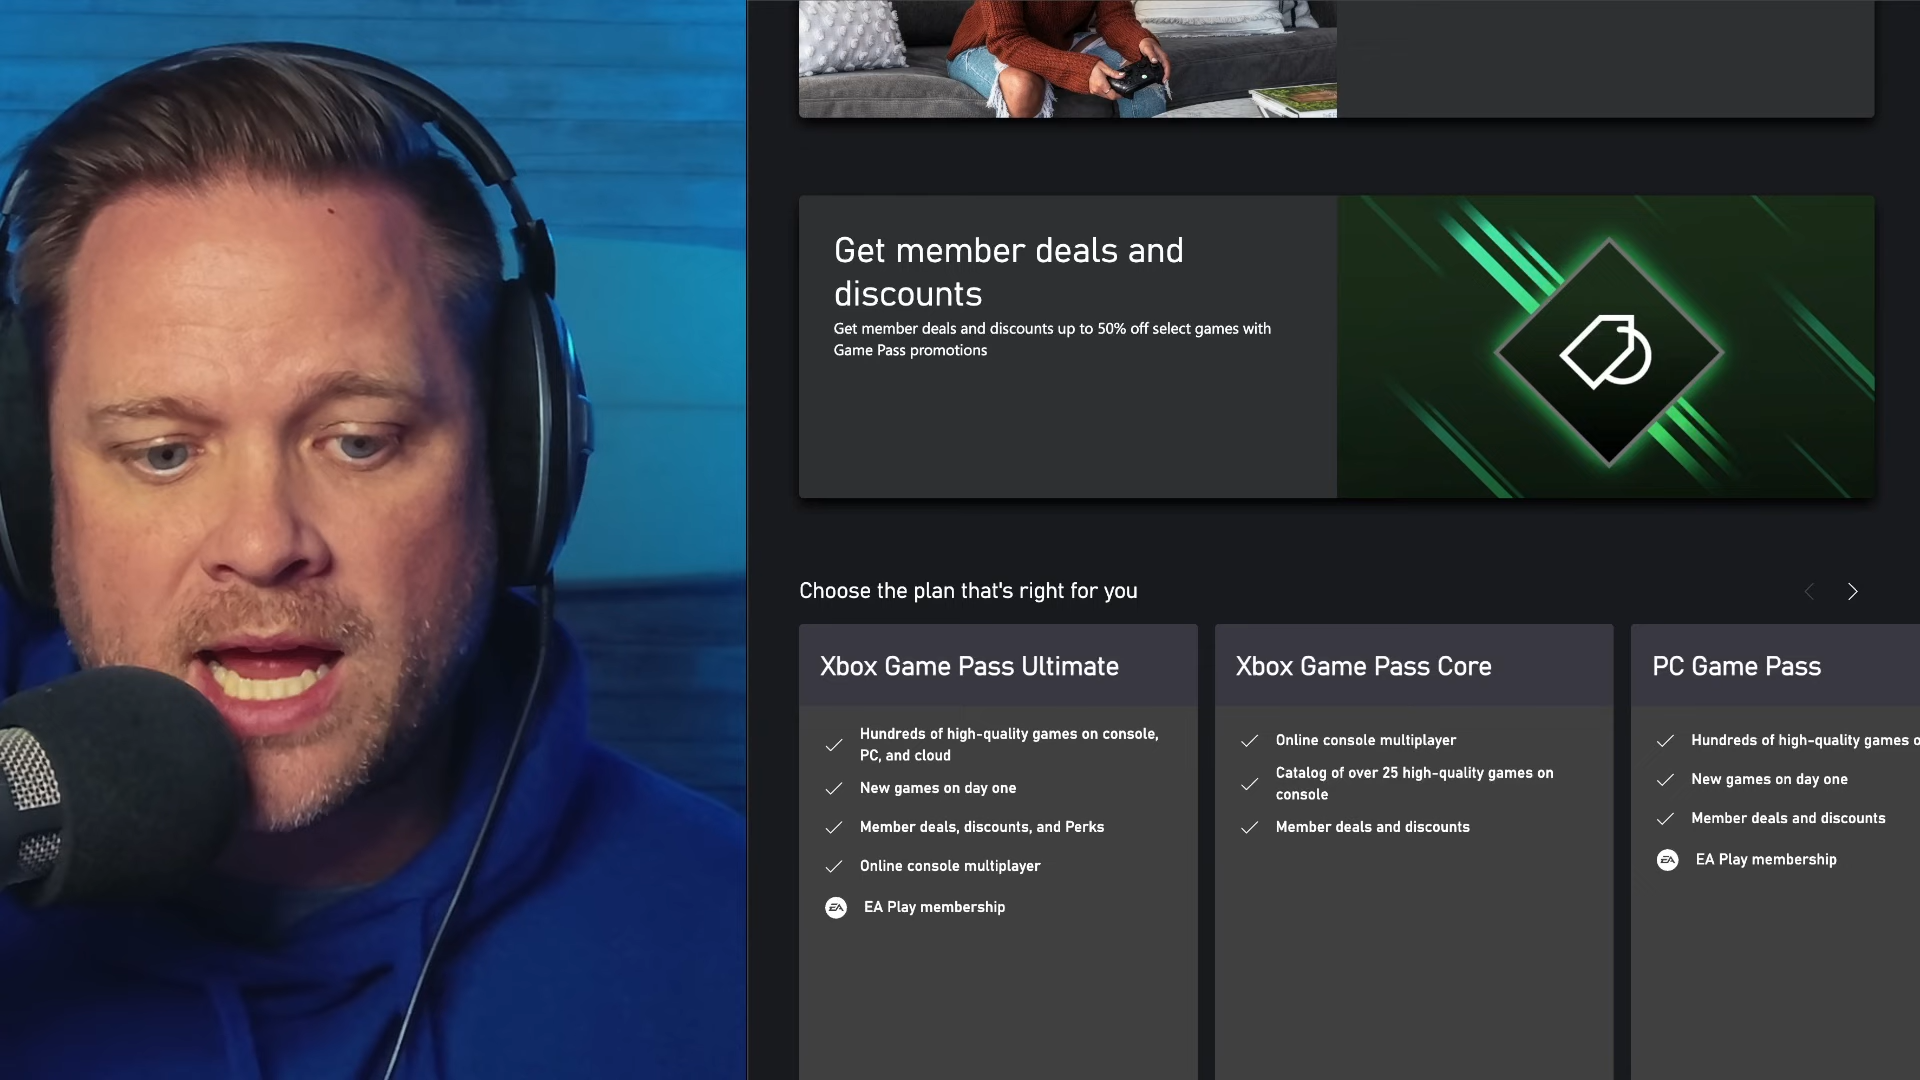 Get member deals and
discounts
Get member deals and discounts up to 50% off select games with
Game Pass promotions
Choose the plan that's right for you
Xbox Game Pass Ultimate
Hundreds of high-quality games on console,
PC, and cloud
New games on day one
Member deals, discounts, and Perks
Online console multiplayer
EA EA Play membership
Xbox Game Pass Core
Online console multiplayer
Catalog of over 25 high-quality games on
console
Member deals and discounts
PC Game Pass
Hundreds of high-quality games o
New games on day one
Member deals and discounts
EA EA Play membership